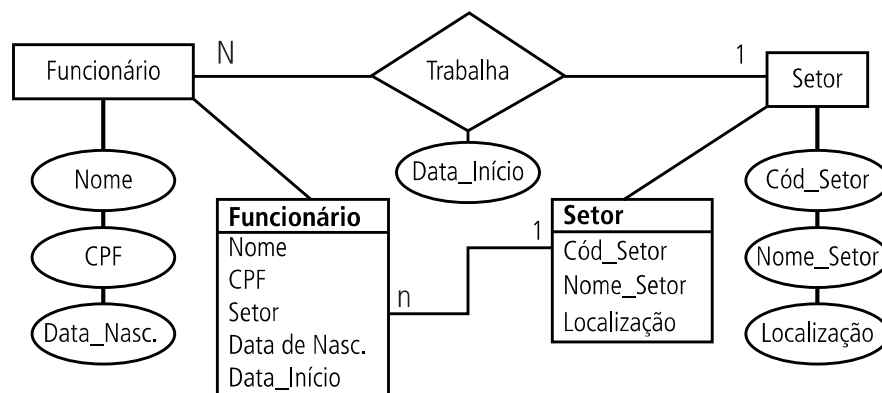 Funcionário
N
Trabalha
1
Setor
Data_Início
Nome
CPF
Data_Nasc.
Funcionário
Nome
CPF
Setor
Data de Nasc.
Data_Início
n
1
Setor
Cód_Setor
Nome_Setor
Localização
Cód_Setor
Nome_Setor
Localização